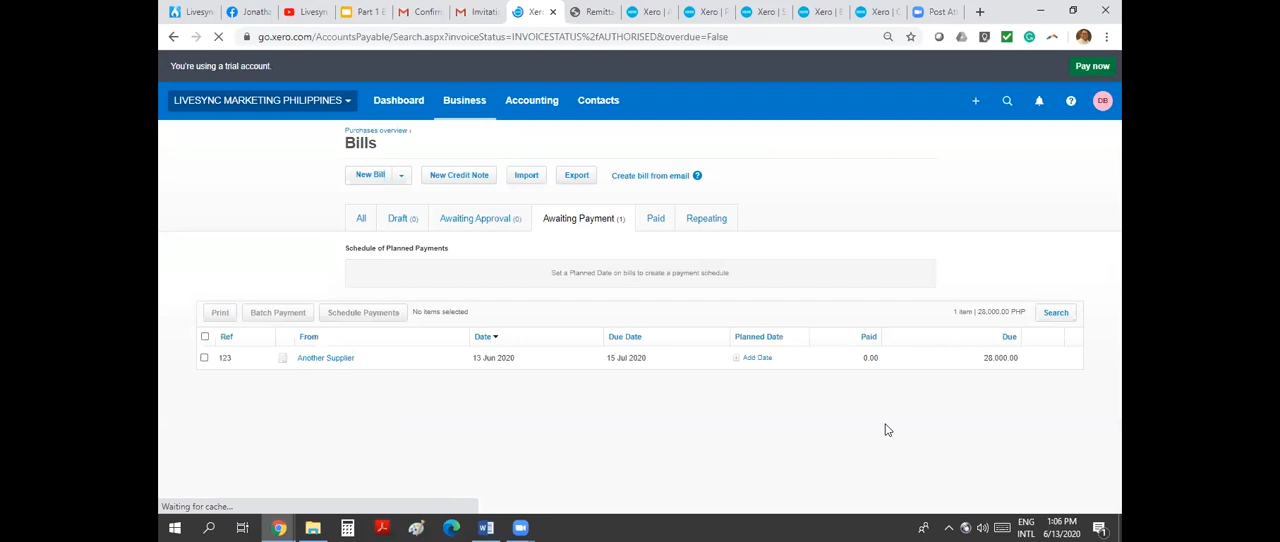 Livesync
Jonatha
Livesyn
Part 1 E
Confirm
Invitatio
Xero
Remitta
Xero | A
Xero |
Xero | S
Xero |
Xero |
Post Att
go.xero.com/AccountsPayable/Search.aspx?invoiceStatus=INVOICESTATUS%2fAUTHORISED&overdue=False
You're using a trial account.
Pay now
LIVESYNC MARKETING PHILIPPINES
Dashboard
Business
Accounting
Contacts
DB
Purchases overview ›
Bills
New Bill
New Credit Note
Import
Export
Create bill from email ?
All
Draft (0)
Awaiting Approval (0)
Awaiting Payment (1)
Paid
Repeating
Schedule of Planned Payments
Set a Planned Date on bills to create a payment schedule
Print
Batch Payment
Schedule Payments
No items selected
1 item | 28,000.00 PHP
Search
Ref
From
Date
Due Date
Planned Date
Paid
Due
123
Another Supplier
13 Jun 2020
15 Jul 2020
Add Date
0.00
28,000.00
Waiting for cache...
ENG
INTL
1:06 PM
6/13/2020